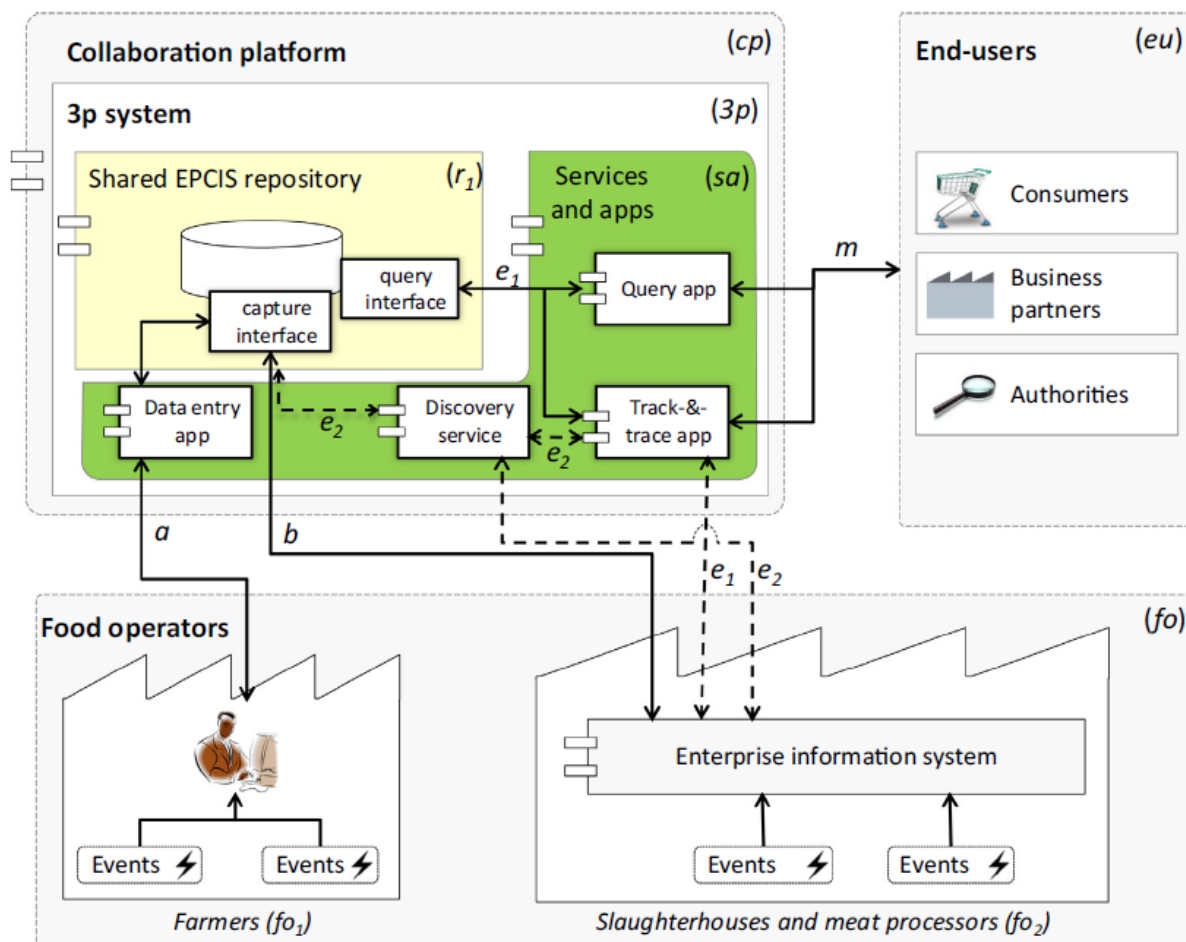 Collaboration platform
(cp)
End-users
(eu)
3p system
(3p)
Shared EPCIS repository
(r1)
Services
and apps
(sa)
Consumers
query
interface
e1
Query app
m
Business
partners
capture
interface
Authorities
Data entry
app
e2
Discovery
service
e2
Track-&-
trace app
a
b
e1
e2
Food operators
(fo)
Enterprise information system
Events
Events
Events
Events
Farmers (fo1)
Slaughterhouses and meat processors (fo2)